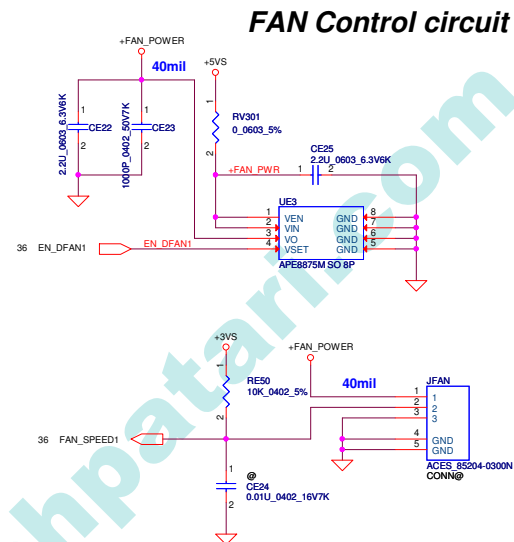 FAN Control circuit
+FAN_POWER
40mil
+5VS
1
2
CE22
2.2U_0603_6.3V6K
1
2
CE23
1000P_0402_50V7K
1
2
RV301
0_0603_5%
CE25
2.2U_0603_6.3V6K
+FAN_PWR
1
2
UE3
1 VEN GND 8
2 VIN GND 7
3 VO GND 6
4 VSET GND 5
APE8875M SO 8P
36 EN_DFAN1
EN_DFAN1
+3VS
+FAN_POWER
1
2
RE50
10K_0402_5%
40mil
JFAN
1 1
2 2
3 3
4 GND
5 GND
ACES_85204-0300N
CONN@
36 FAN_SPEED1
1
2
@
CE24
0.01U_0402_16V7K
hpatari.com